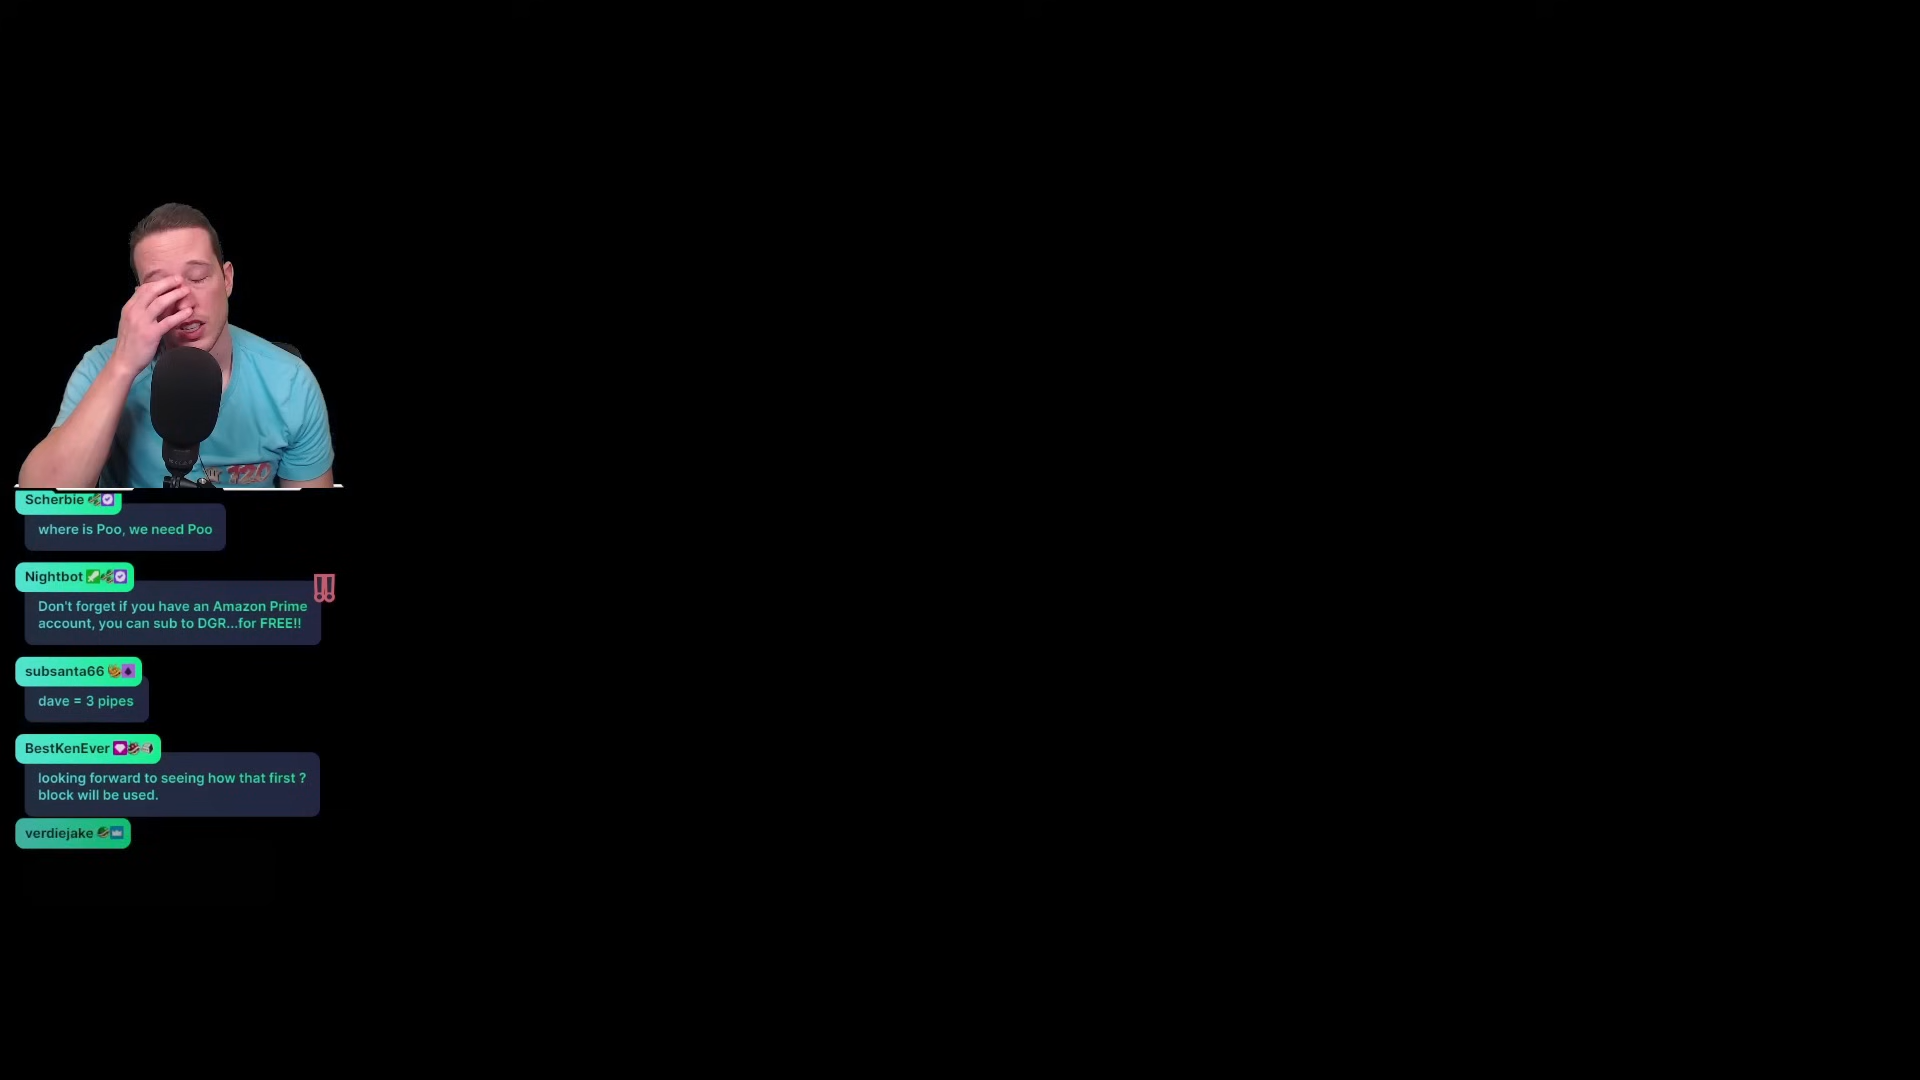 120
Scherbie
where is Poo, we need Poo
Nightbot
Don't forget if you have an Amazon Prime
account, you can sub to DGR...for FREE!!
subsanta66
dave = 3 pipes
BestKenEver
looking forward to seeing how that first ?
block will be used.
verdiejake